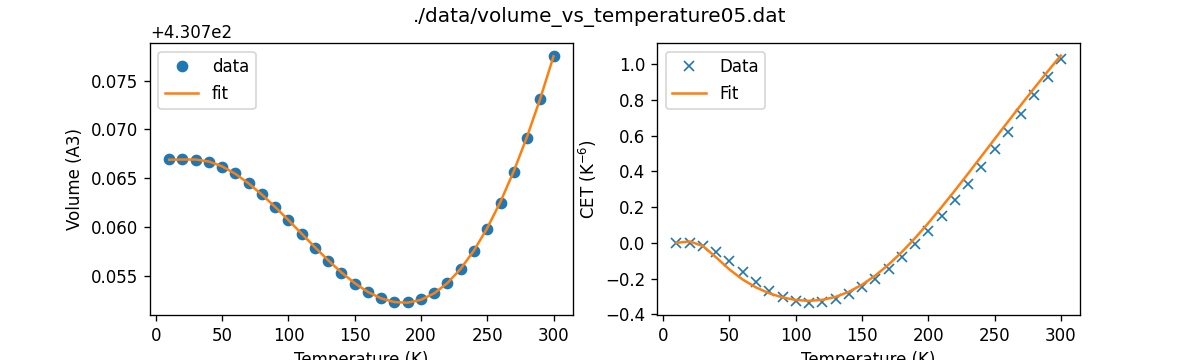 ./data/volume_vs_temperature05.dat
+4.307e2
data
fit
0.075
0.070
0.065
0.060
0.055
Volume (A3)
0 50 100 150 200 250 300
Temperature (K)
Data
Fit
1.0
0.8
0.6
0.4
0.2
0.0
−0.2
−0.4
CET (K⁻⁶)
0 50 100 150 200 250 300
Temperature (K)